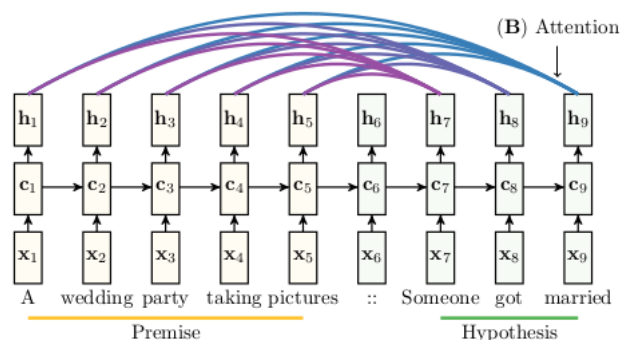 (B) Attention
h1 h2 h3 h4 h5 h6 h7 h8 h9
c1 c2 c3 c4 c5 c6 c7 c8 c9
x1 x2 x3 x4 x5 x6 x7 x8 x9
A wedding party taking pictures :: Someone got married
Premise Hypothesis